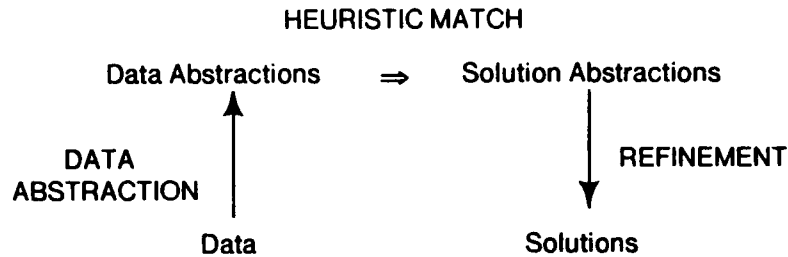 HEURISTIC MATCH
Data Abstractions ⇒ Solution Abstractions
DATA
ABSTRACTION
REFINEMENT
Data Solutions